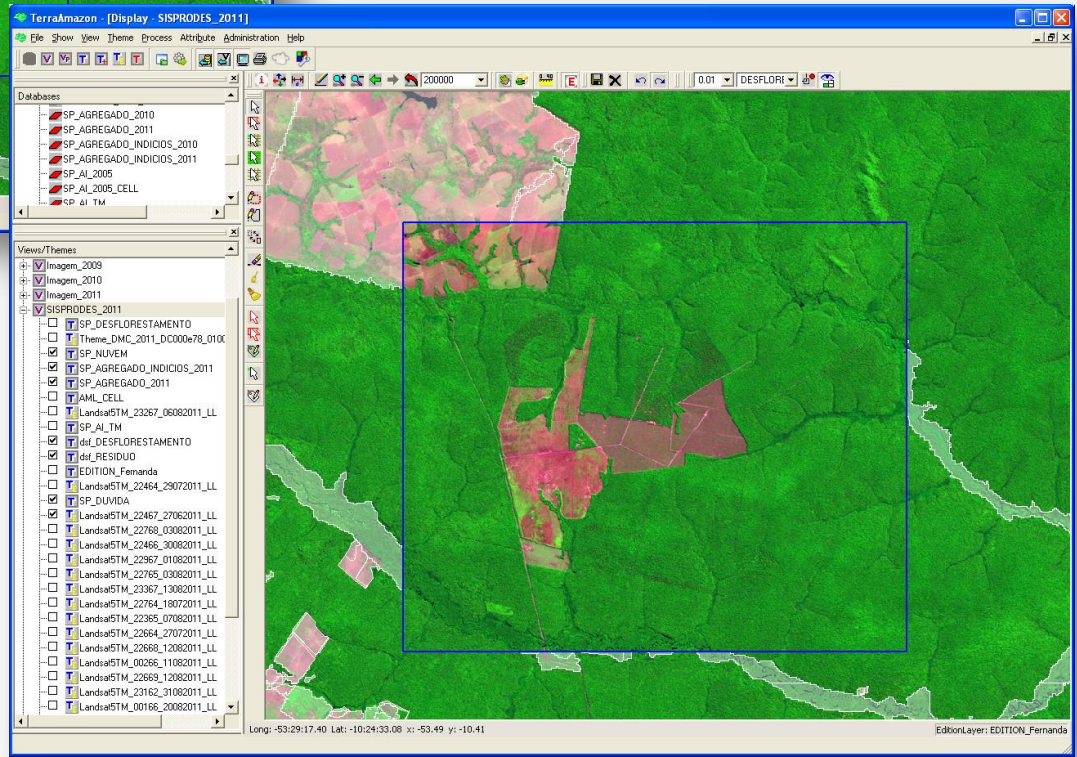 TerraAmazon - [Display - SISPRODES_2011]
File Show View Theme Process Attribute Administration Help
200000
0.01
DESFLORE
Databases
SP_AGREGADO_2010
SP_AGREGADO_2011
SP_AGREGADO_INDICIOS_2010
SP_AGREGADO_INDICIOS_2011
SP_AI_2005
SP_AI_2005_CELL
SP_AI_TM
Views/Themes
Imagem_2009
Imagem_2010
Imagem_2011
SISPRODES_2011
SP_DESFLORESTAMENTO
Theme_DMC_2011_DC000e78_010C
SP_NUVEM
SP_AGREGADO_INDICIOS_2011
SP_AGREGADO_2011
AML_CELL
Landsat5TM_23267_06082011_LL
SP_AI_TM
dsf_DESFLORESTAMENTO
dsf_RESIDUO
EDITION_Fernanda
Landsat5TM_22464_29072011_LL
SP_DUVIDA
Landsat5TM_22467_27062011_LL
Landsat5TM_22768_03082011_LL
Landsat5TM_22466_30082011_LL
Landsat5TM_22967_01082011_LL
Landsat5TM_22765_03082011_LL
Landsat5TM_23367_13082011_LL
Landsat5TM_22764_18072011_LL
Landsat5TM_22365_07082011_LL
Landsat5TM_22664_27072011_LL
Landsat5TM_22668_12082011_LL
Landsat5TM_00266_11082011_LL
Landsat5TM_22669_12082011_LL
Landsat5TM_23162_31082011_LL
Landsat5TM_00166_20082011_LL
Long: -53:29:17.40 Lat: -10:24:33.08 x: -53.49 y: -10.41
EditionLayer: EDITION_Fernanda